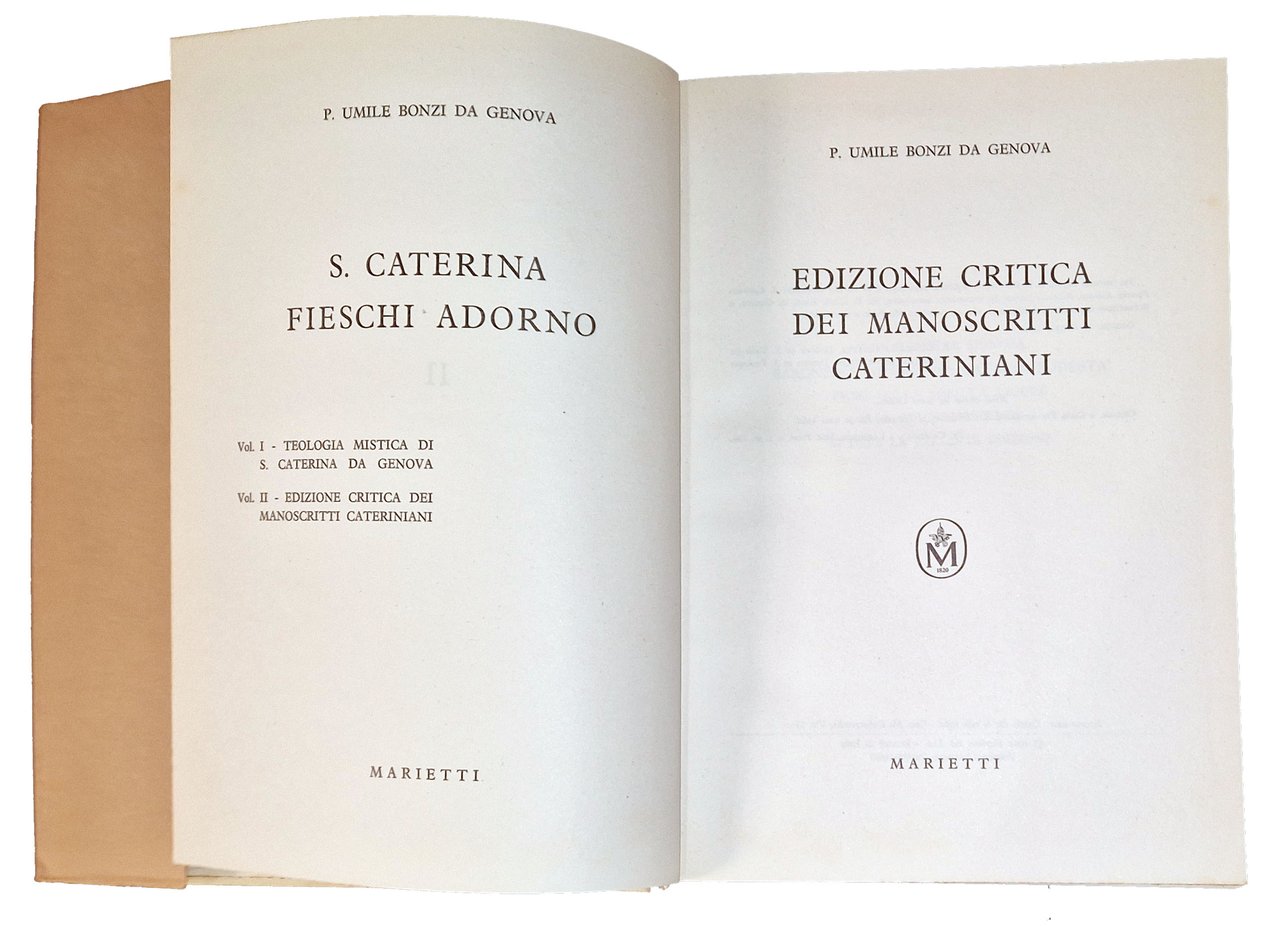 P. UMILE BONZI DA GENOVA
S. CATERINA
FIESCHI ADORNO
Vol. I - TEOLOGIA MISTICA DI
S. CATERINA DA GENOVA
Vol. II - EDIZIONE CRITICA DEI
MANOSCRITTI CATERINIANI
MARIETTI
P. UMILE BONZI DA GENOVA
EDIZIONE CRITICA
DEI MANOSCRITTI
CATERINIANI
M
1820
MARIETTI